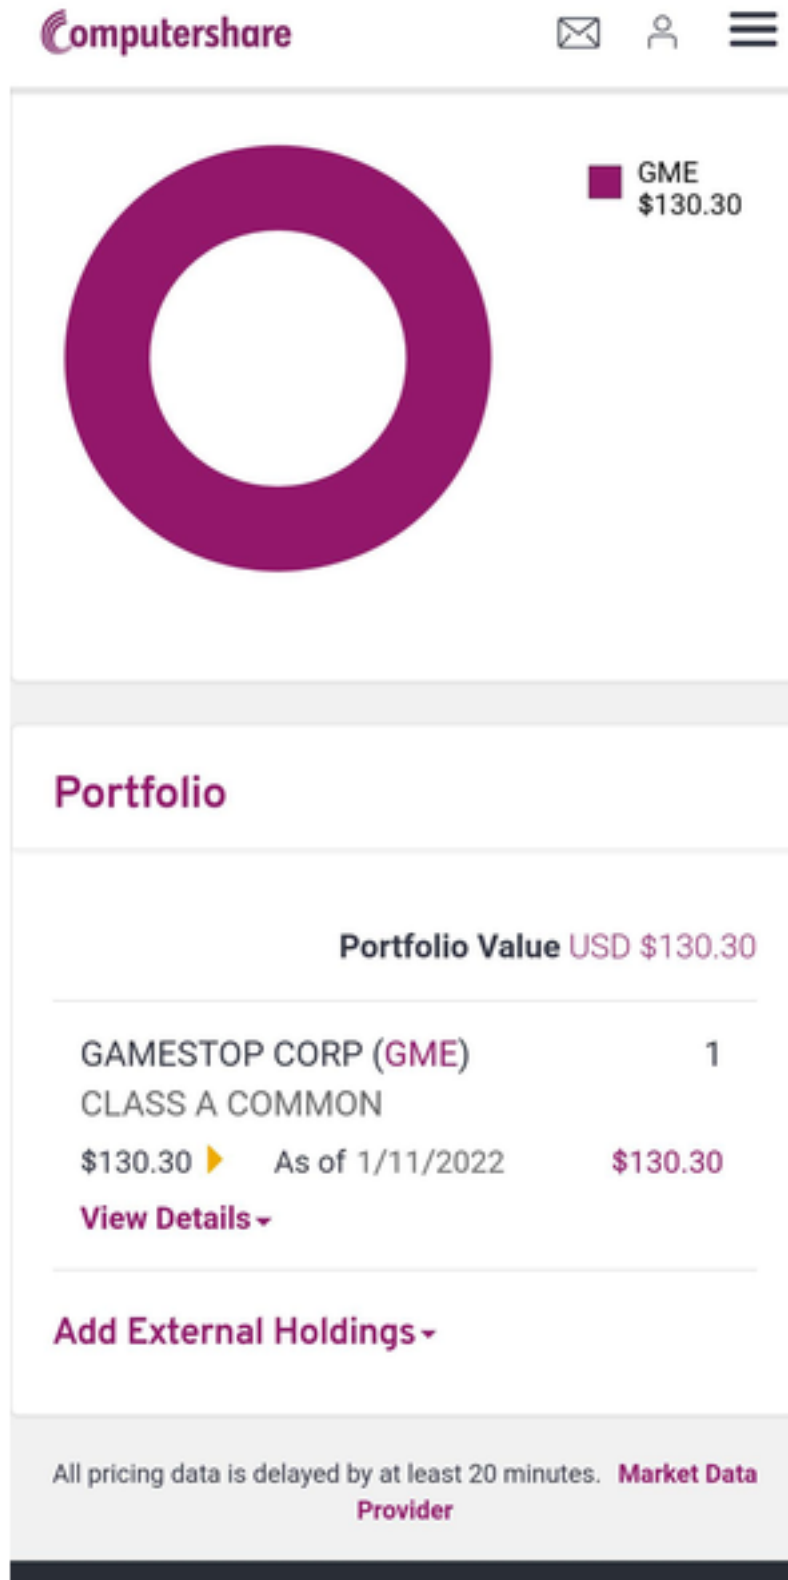 Computershare
GME
$130.30
Portfolio
Portfolio Value USD $130.30
GAMESTOP CORP (GME) 1
CLASS A COMMON
$130.30 As of 1/11/2022 $130.30
View Details
Add External Holdings
All pricing data is delayed by at least 20 minutes. Market Data
Provider